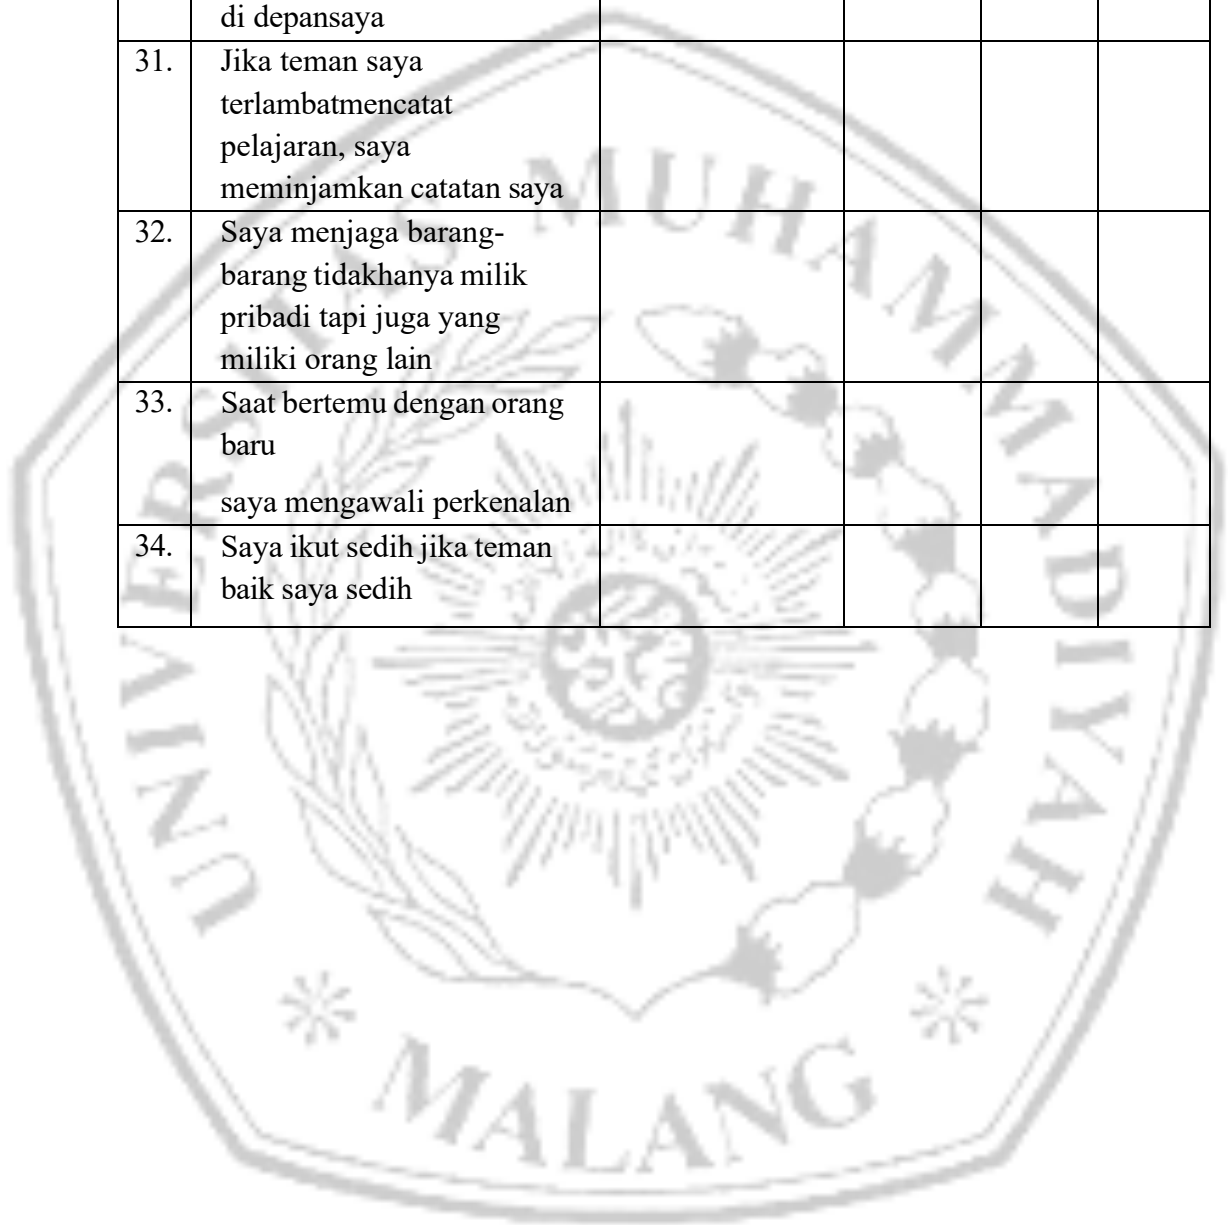 di depansaya
31. Jika teman saya
terlambatmencatat
pelajaran, saya
meminjamkan catatan saya
32. Saya menjaga barang-
barang tidakhanya milik
pribadi tapi juga yang
miliki orang lain
33. Saat bertemu dengan orang
baru
saya mengawali perkenalan
34. Saya ikut sedih jika teman
baik saya sedih
UNIVERSITAS MUHAMMADIYAH
MALANG